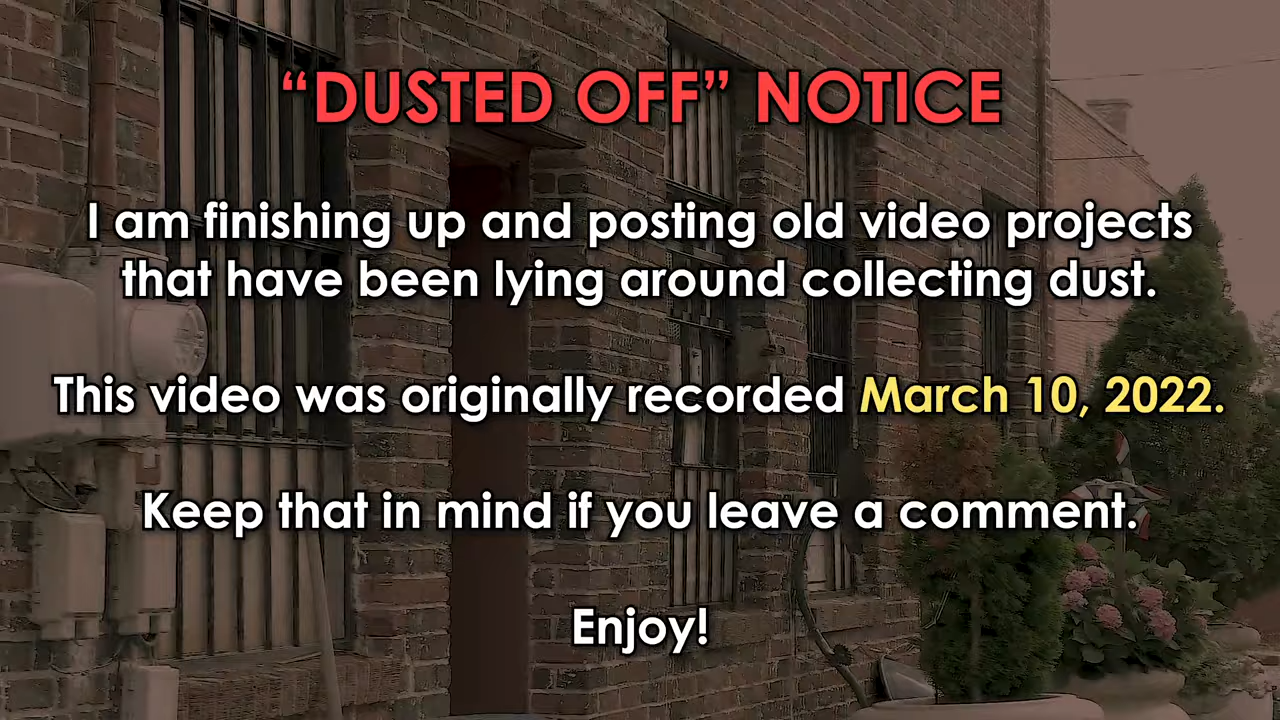 “DUSTED OFF” NOTICE
I am finishing up and posting old video projects
that have been lying around collecting dust.
This video was originally recorded March 10, 2022.
Keep that in mind if you leave a comment.
Enjoy!